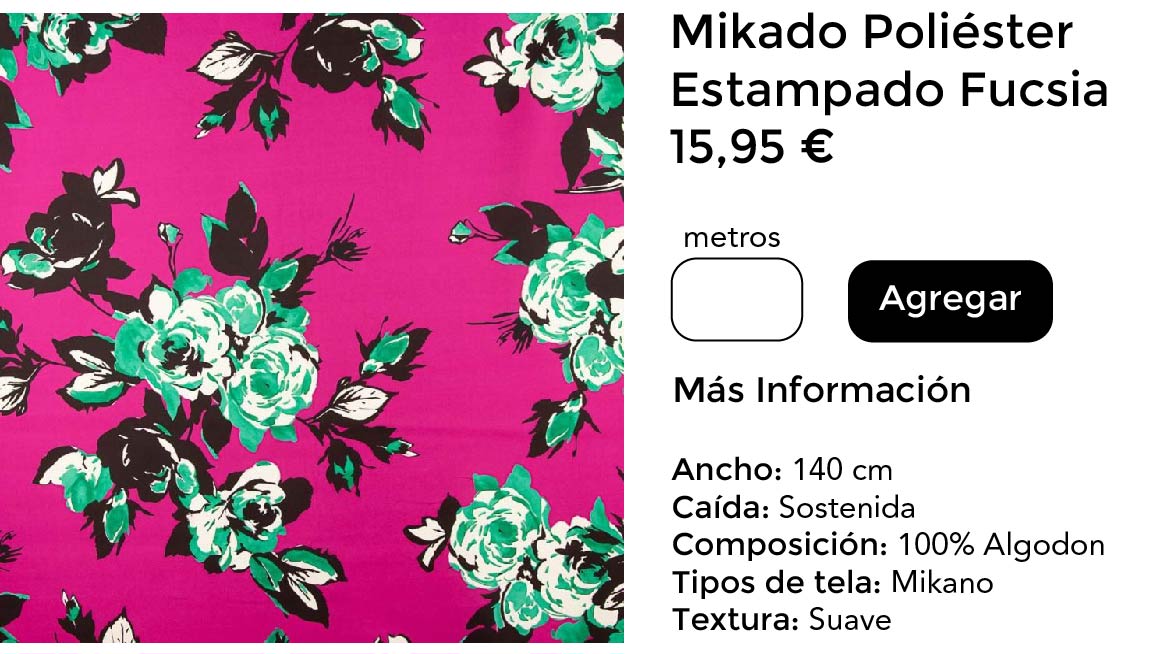 Mikado Poliéster
Estampado Fucsia
15,95 €
metros
Agregar
Más Información
Ancho: 140 cm
Caída: Sostenida
Composición: 100% Algodon
Tipos de tela: Mikano
Textura: Suave